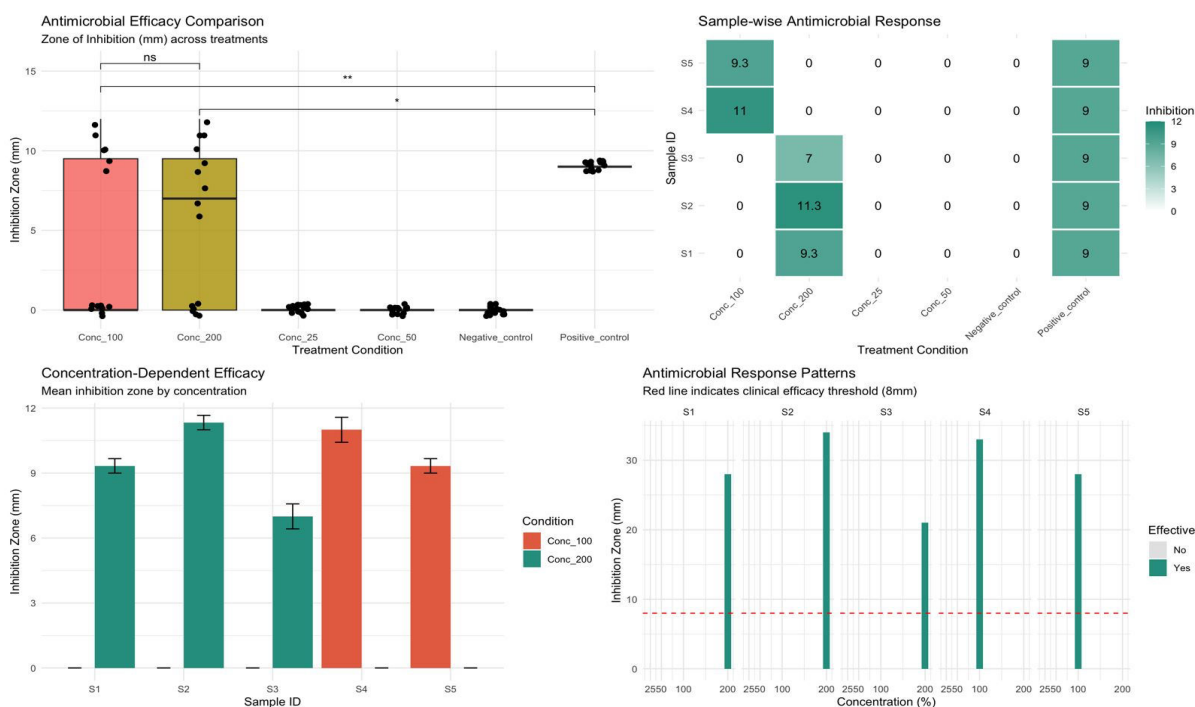 Antimicrobial Efficacy Comparison
Zone of Inhibition (mm) across treatments
15
10
5
0
Inhibition Zone (mm)
ns
**
*
Conc_100 Conc_200 Conc_25 Conc_50 Negative_control Positive_control
Treatment Condition
Sample-wise Antimicrobial Response
Sample ID
S5 9.3 0 0 0 0 9
S4 11 0 0 0 0 9
S3 0 7 0 0 0 9
S2 0 11.3 0 0 0 9
S1 0 9.3 0 0 0 9
Conc_100 Conc_200 Conc_25 Conc_50 Negative_control Positive_control
Treatment Condition
Inhibition
12
9
6
3
0
Concentration-Dependent Efficacy
Mean inhibition zone by concentration
12
9
6
3
0
Inhibition Zone (mm)
S1 S2 S3 S4 S5
Sample ID
Condition
Conc_100
Conc_200
Antimicrobial Response Patterns
Red line indicates clinical efficacy threshold (8mm)
S1 S2 S3 S4 S5
30
20
10
0
Inhibition Zone (mm)
2550 100 200 2550 100 200 2550 100 200 2550 100 200 2550 100 200
Concentration (%)
Effective
No
Yes